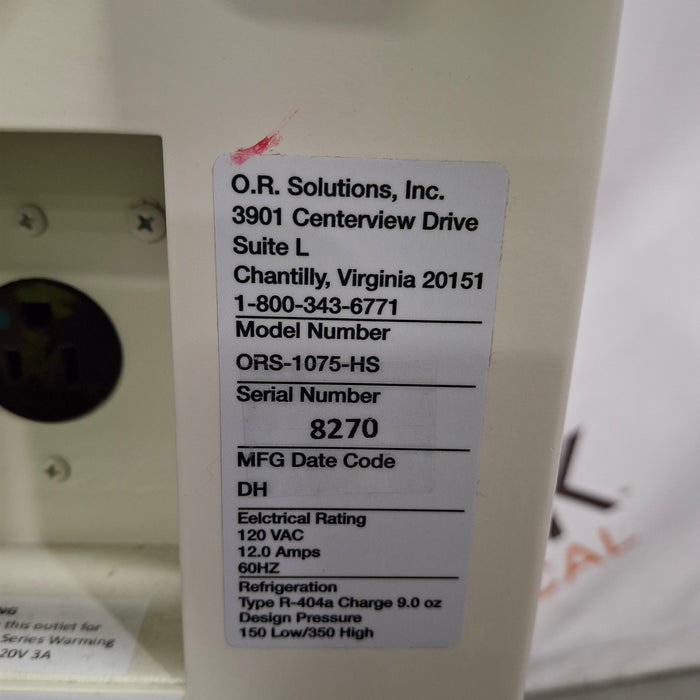 O.R. Solutions, Inc.
3901 Centerview Drive
Suite L
Chantilly, Virginia 20151
1-800-343-6771
Model Number
ORS-1075-HS
Serial Number
8270
MFG Date Code
DH
Eelctrical Rating
120 VAC
12.0 Amps
60HZ
Refrigeration
Type R-404a Charge 9.0 oz
Design Pressure
150 Low/350 High
this outlet for
Series Warming
20V 3A